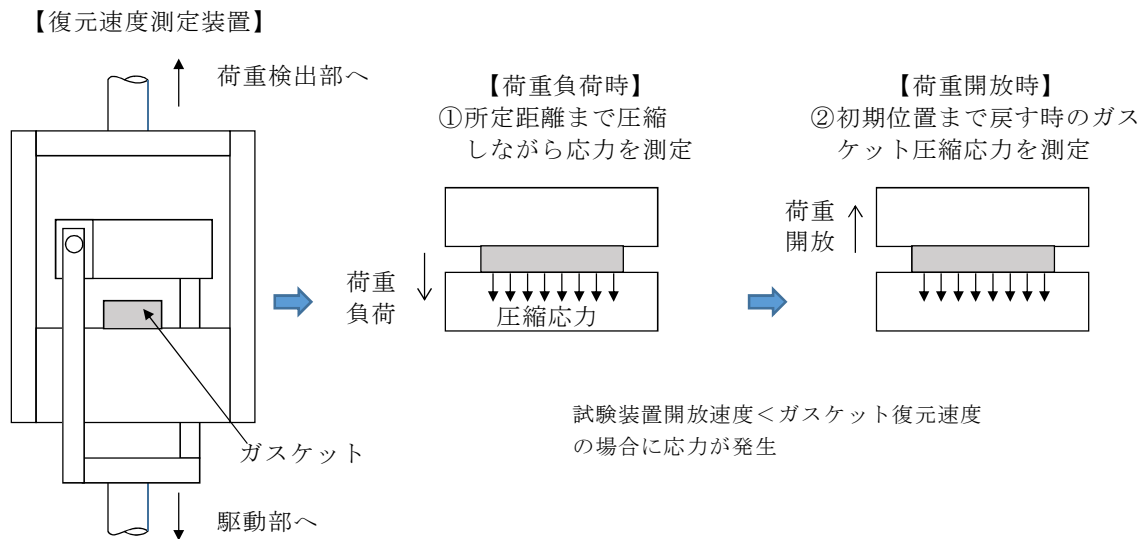 【復元速度測定装置】
荷重検出部へ
ガスケット
駆動部へ
【荷重負荷時】
①所定距離まで圧縮
しながら応力を測定
荷重
負荷
圧縮応力
【荷重開放時】
②初期位置まで戻す時のガス
ケット圧縮応力を測定
荷重
開放
試験装置開放速度＜ガスケット復元速度
の場合に応力が発生